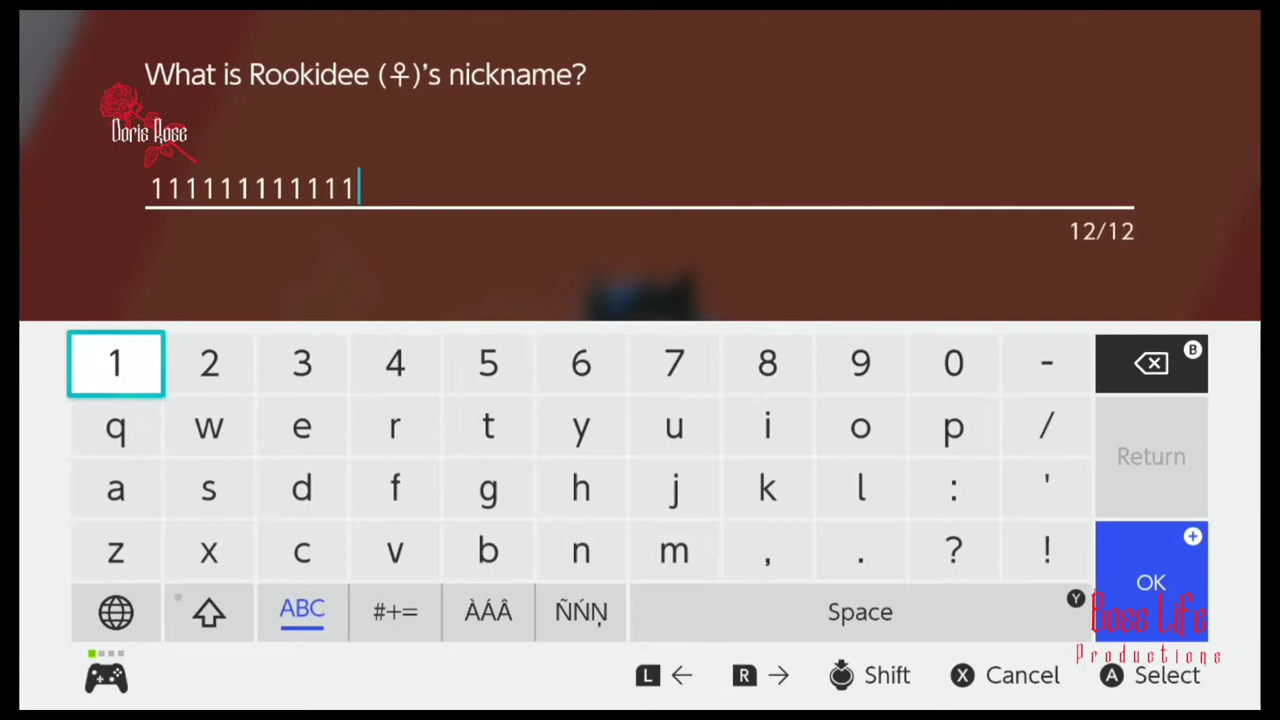 What is Rookidee (♀)'s nickname?
Doris Rose
111111111111
12/12
1 2 3 4 5 6 7 8 9 0 -
B
q w e r t y u i o p /
Return
a s d f g h j k l : '
z x c v b n m , . ? !
+
OK
ABC #+= ÀÁÂ ÑŃŅ Space
Y
Boss Life
Productions
L ← R → Shift X Cancel A Select